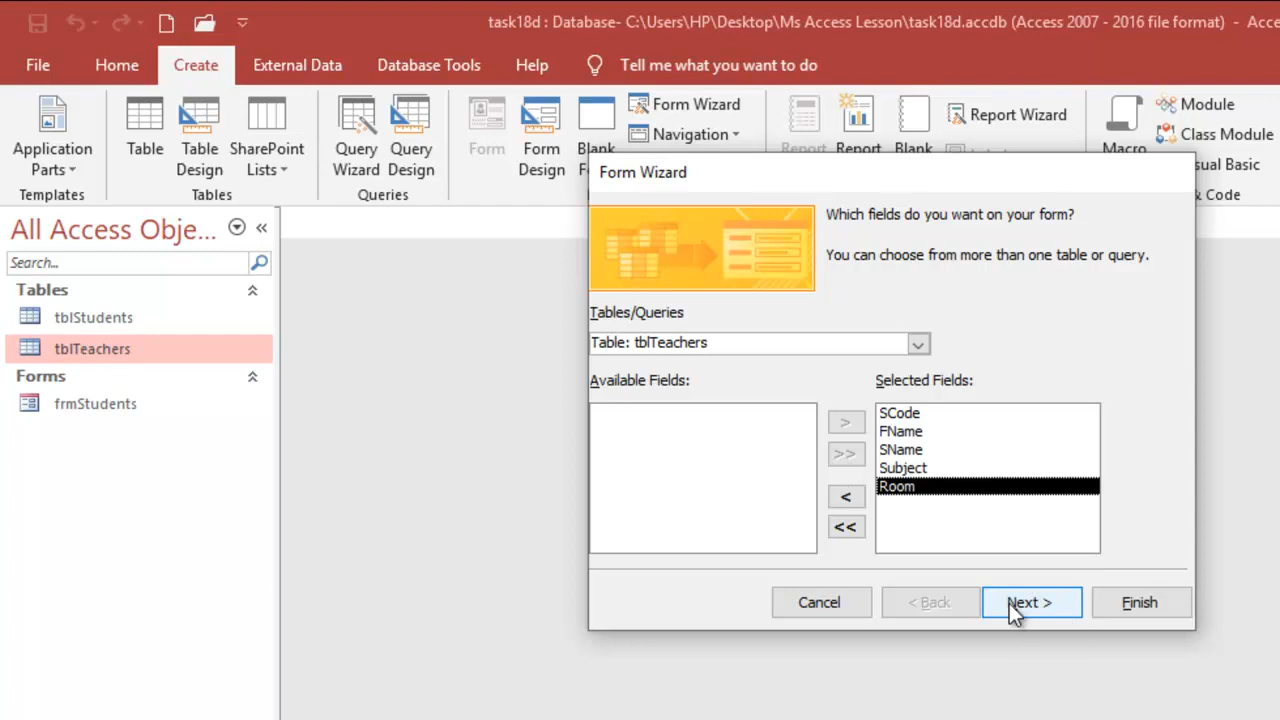 task18d : Database- C:\Users\HP\Desktop\Ms Access Lesson\task18d.accdb (Access 2007 - 2016 file format) -
File Home Create External Data Database Tools Help Tell me what you want to do
Application Parts
Templates
Table
Table Design
SharePoint Lists
Tables
Query Wizard
Query Design
Queries
Form
Form Design
Blank
Form Wizard
Navigation
Report
Report
Blank
Report Wizard
Macro
Module
Class Module
& Code
All Access Obje... «
Search...
Tables
tblStudents
tblTeachers
Forms
frmStudents
Form Wizard
Which fields do you want on your form?
You can choose from more than one table or query.
Tables/Queries
Table: tblTeachers
Available Fields:
Selected Fields:
>
>>
<
<<
SCode
FName
SName
Subject
Room
Cancel
< Back
Next >
Finish